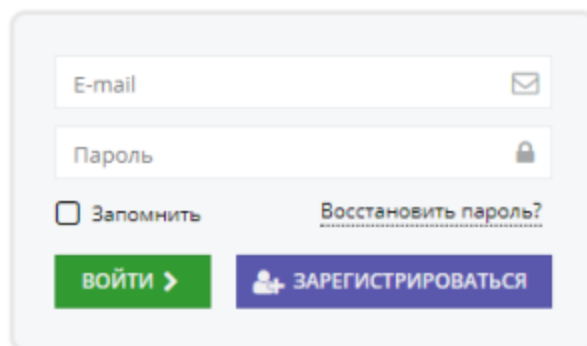 E-mail
Пароль
Запомнить Восстановить пароль?
ВОЙТИ ЗАРЕГИСТРИРОВАТЬСЯ